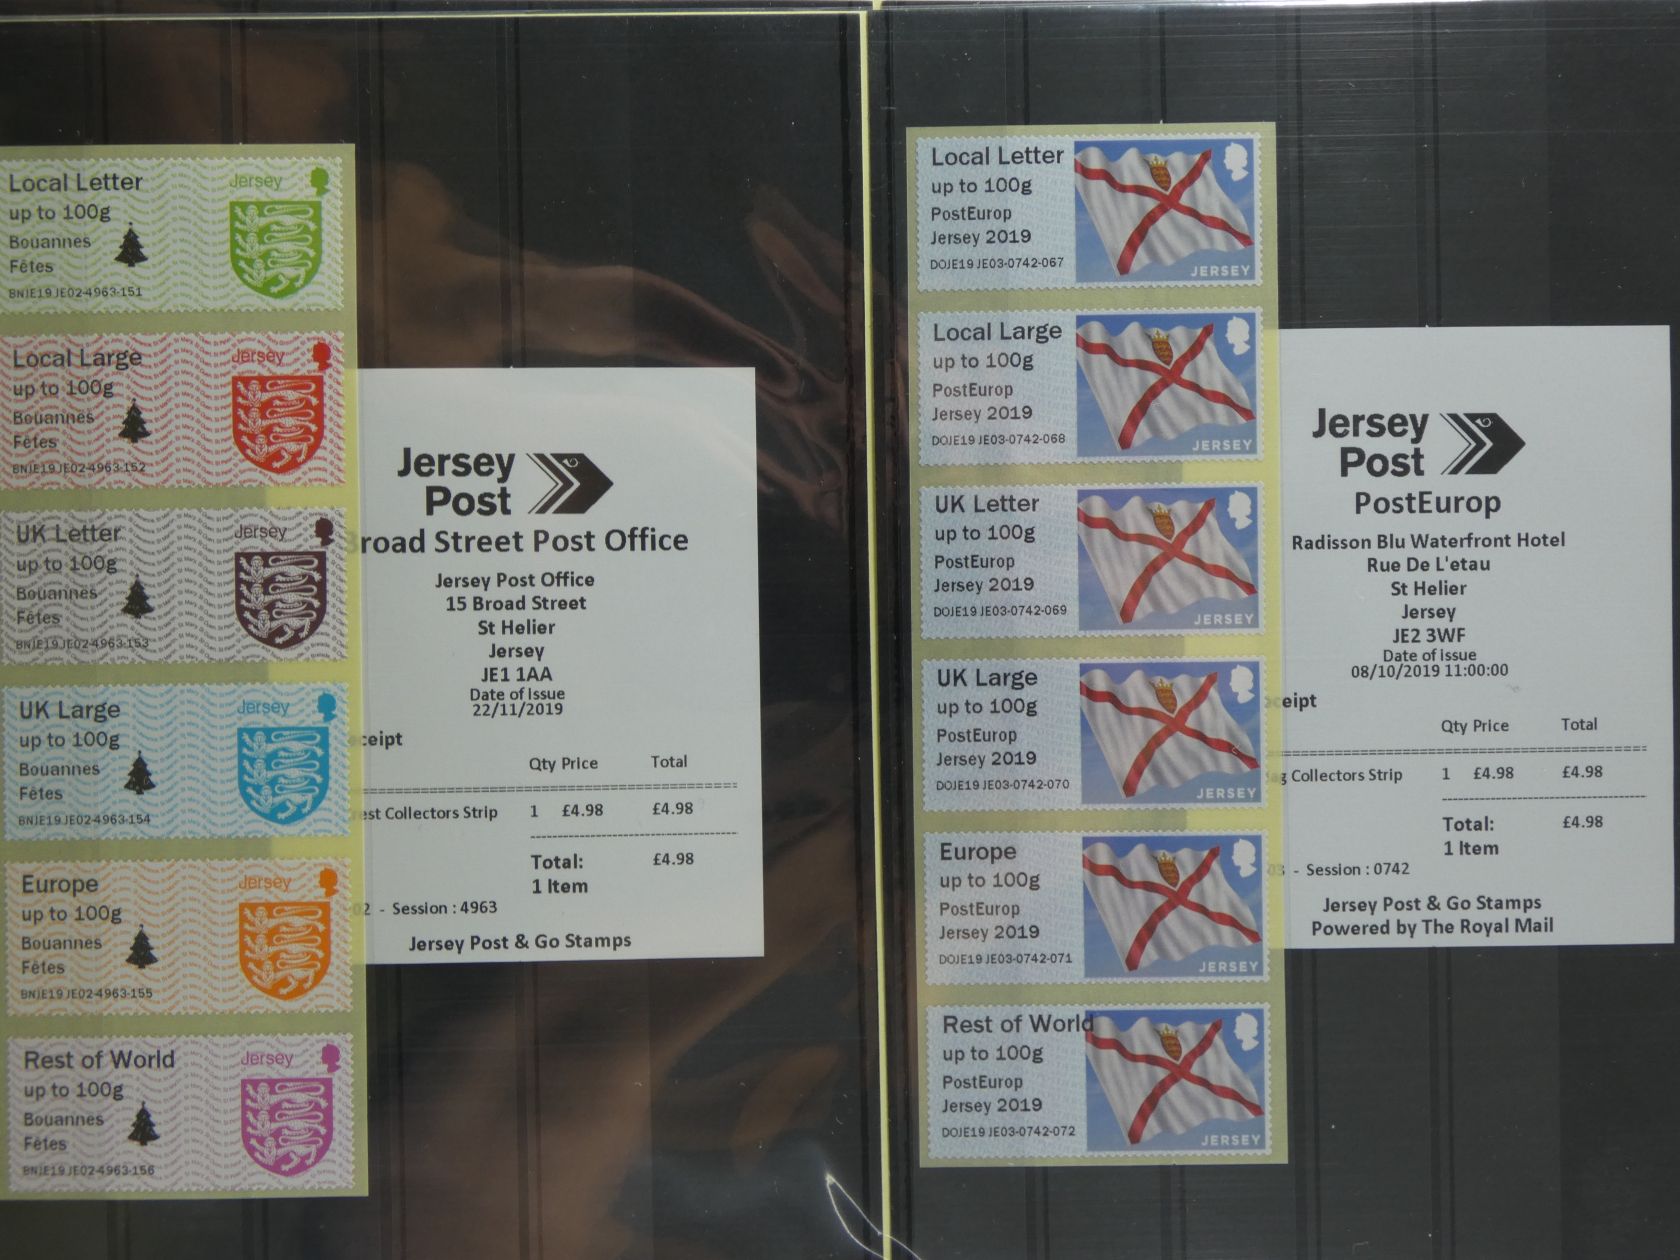 Local Letter
up to 100g
Bouannes
Fêtes
BNJE19 JE02-4963-151
Jersey
Local Large
up to 100g
Bouannes
Fêtes
BNJE19 JE02-4963-152
Jersey
UK Letter
up to 100g
Bouannes
Fêtes
BNJE19 JE02-4963-153
Jersey
UK Large
up to 100g
Bouannes
Fêtes
BNJE19 JE02-4963-154
Jersey
Europe
up to 100g
Bouannes
Fêtes
BNJE19 JE02-4963-155
Jersey
Rest of World
up to 100g
Bouannes
Fêtes
BNJE19 JE02-4963-156
Jersey
Jersey
Post
Broad Street Post Office
Jersey Post Office
15 Broad Street
St Helier
Jersey
JE1 1AA
Date of Issue
22/11/2019
ceipt
Qty Price Total
rest Collectors Strip 1 £4.98 £4.98
Total: £4.98
1 Item
02 - Session : 4963
Jersey Post & Go Stamps
Local Letter
up to 100g
PostEurop
Jersey 2019
DOJE19 JE03-0742-067
JERSEY
Local Large
up to 100g
PostEurop
Jersey 2019
DOJE19 JE03-0742-068
JERSEY
UK Letter
up to 100g
PostEurop
Jersey 2019
DOJE19 JE03-0742-069
JERSEY
UK Large
up to 100g
PostEurop
Jersey 2019
DOJE19 JE03-0742-070
JERSEY
Europe
up to 100g
PostEurop
Jersey 2019
DOJE19 JE03-0742-071
JERSEY
Rest of World
up to 100g
PostEurop
Jersey 2019
DOJE19 JE03-0742-072
JERSEY
Jersey
Post
PostEurop
Radisson Blu Waterfront Hotel
Rue De L'etau
St Helier
Jersey
JE2 3WF
Date of Issue
08/10/2019 11:00:00
ceipt
Qty Price Total
ag Collectors Strip 1 £4.98 £4.98
Total: £4.98
1 Item
03 - Session : 0742
Jersey Post & Go Stamps
Powered by The Royal Mail